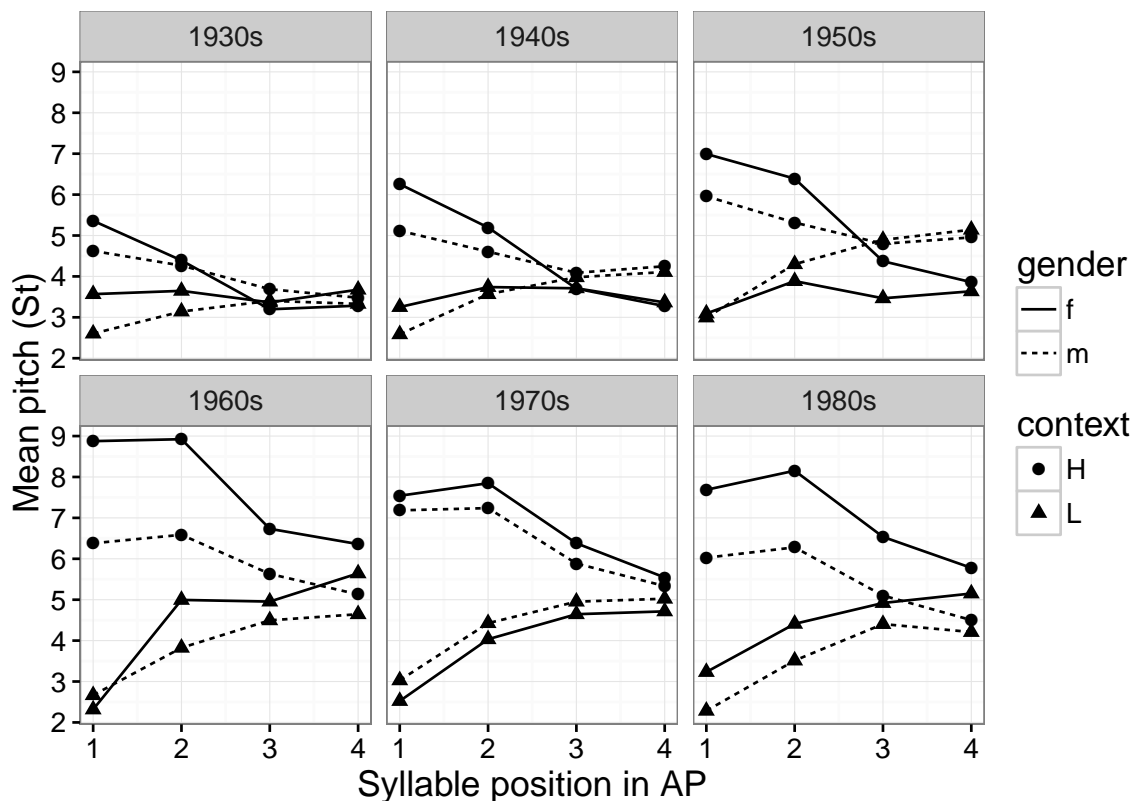 1930s 1940s 1950s
9
8
7
6
5
4
3
2
1960s 1970s 1980s
9
8
7
6
5
4
3
2
1 2 3 4 1 2 3 4 1 2 3 4
Syllable position in AP
Mean pitch (St)
gender
f
m
context
H
L